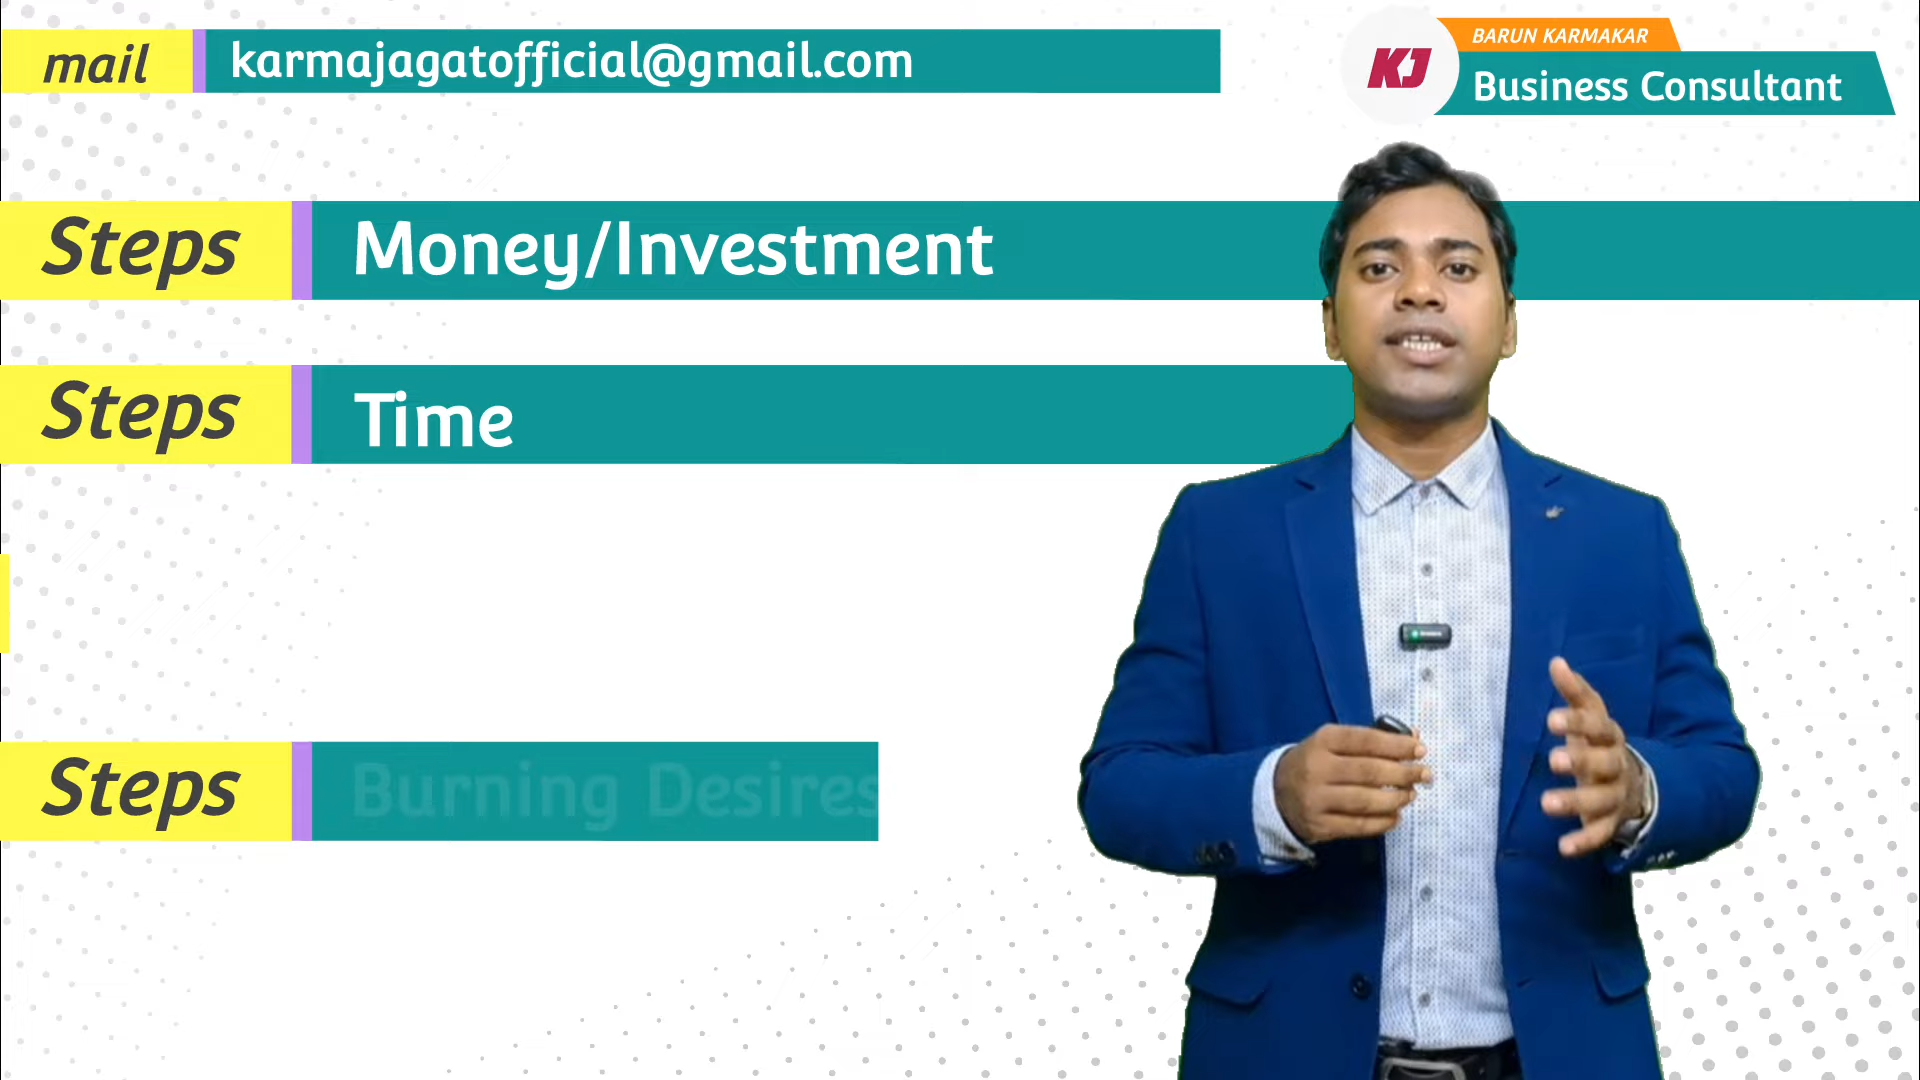 mail karmajagatofficial@gmail.com
KJ
BARUN KARMAKAR
Business Consultant
Steps Money/Investment
Steps Time
Steps Burning Desires